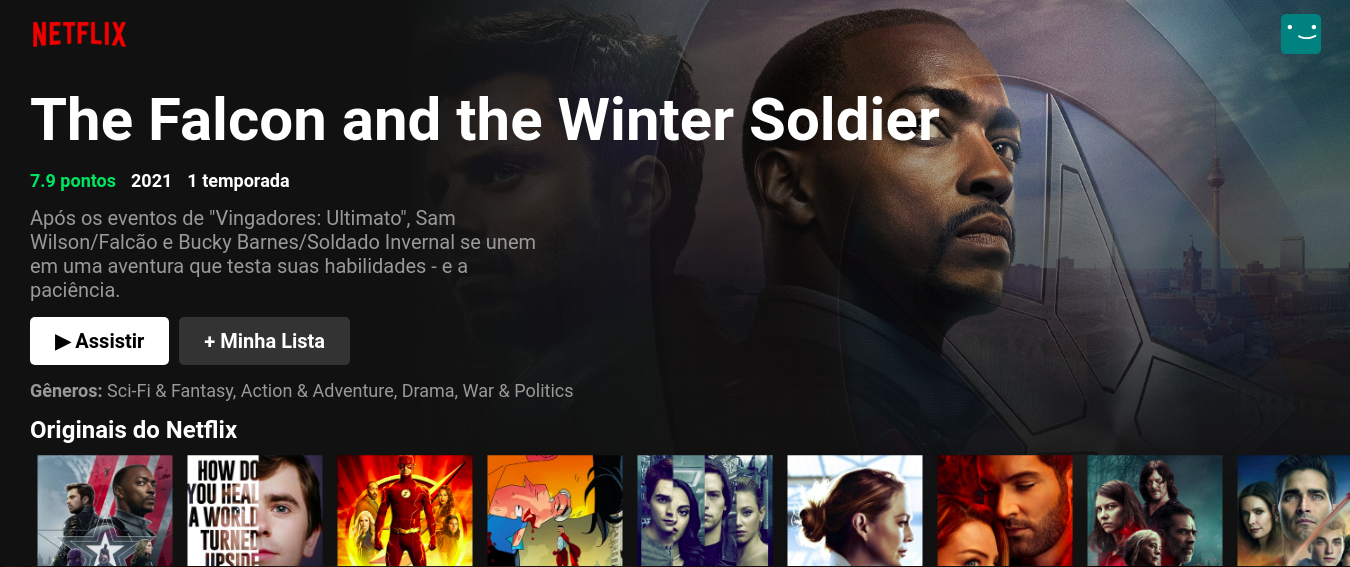 NETFLIX
The Falcon and the Winter Soldier
7.9 pontos 2021 1 temporada
Após os eventos de "Vingadores: Ultimato", Sam
Wilson/Falcão e Bucky Barnes/Soldado Invernal se unem
em uma aventura que testa suas habilidades - e a
paciência.
▶ Assistir + Minha Lista
Gêneros: Sci-Fi & Fantasy, Action & Adventure, Drama, War & Politics
Originais do Netflix
HOW DO
YOU HEAL
A WORLD
TURNED
UPSIDE